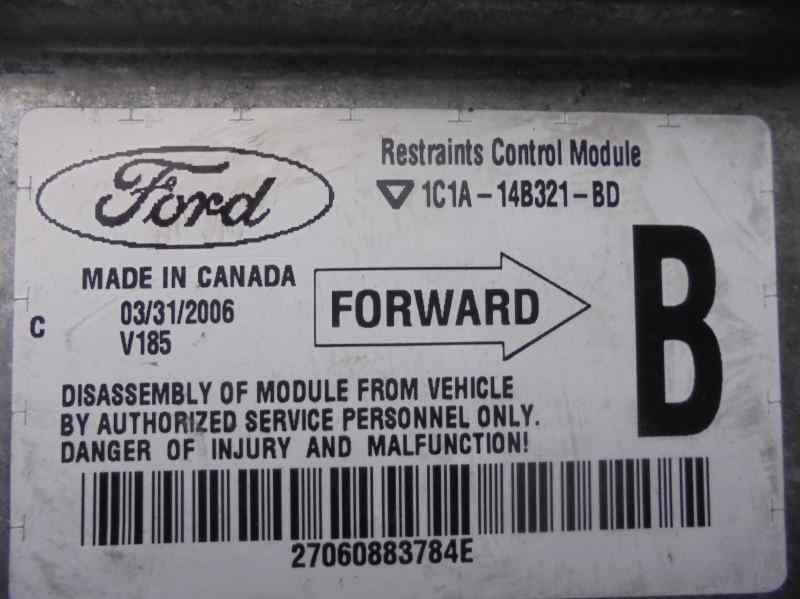 Ford
Restraints Control Module
1C1A-14B321-BD
MADE IN CANADA
03/31/2006
V185
C
FORWARD
B
DISASSEMBLY OF MODULE FROM VEHICLE
BY AUTHORIZED SERVICE PERSONNEL ONLY.
DANGER OF INJURY AND MALFUNCTION!
27060883784E